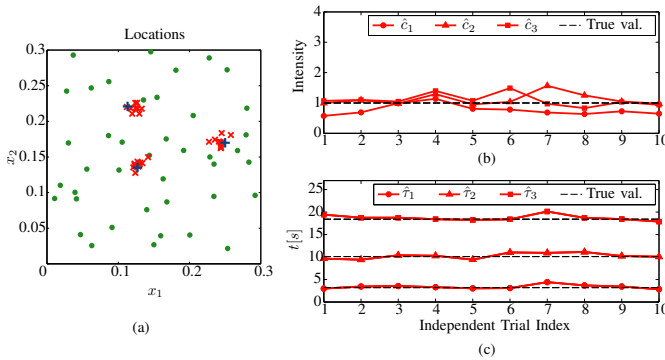 Locations
0.3
0.25
0.2
0.15
0.1
0.05
x₂
0
0.1
0.2
0.3
x₁
(a)
4
3
2
1
0
Intensity
ĉ₁ ĉ₂ ĉ₃ True val.
1 2 3 4 5 6 7 8 9 10
(b)
20
15
10
5
0
t[s]
τ̂₁ τ̂₂ τ̂₃ True val.
1 2 3 4 5 6 7 8 9 10
Independent Trial Index
(c)